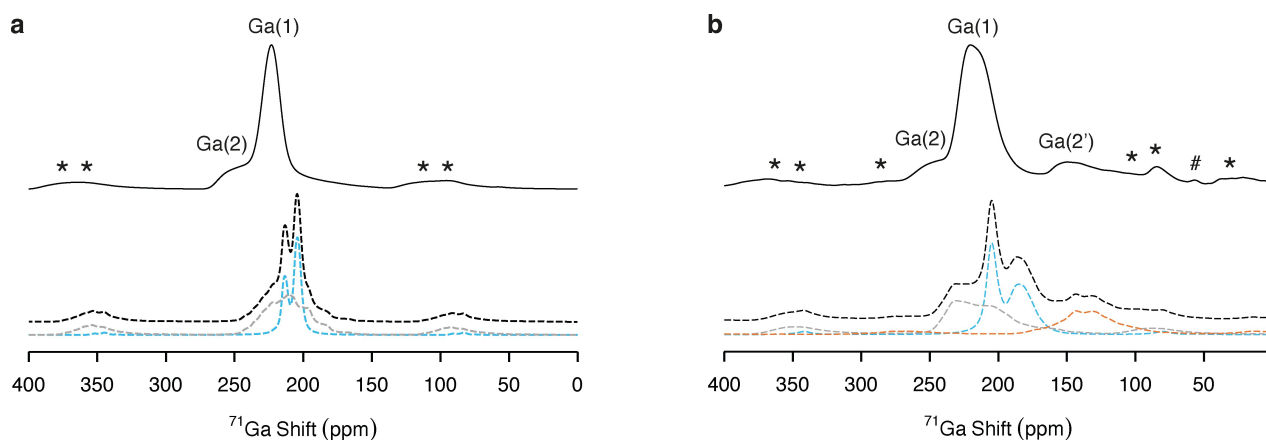 a
Ga(1)
Ga(2)
* * * *
400 350 300 250 200 150 100 50 0
⁷¹Ga Shift (ppm)
b
Ga(1)
Ga(2) Ga(2')
* * * * * # *
400 350 300 250 200 150 100 50
⁷¹Ga Shift (ppm)